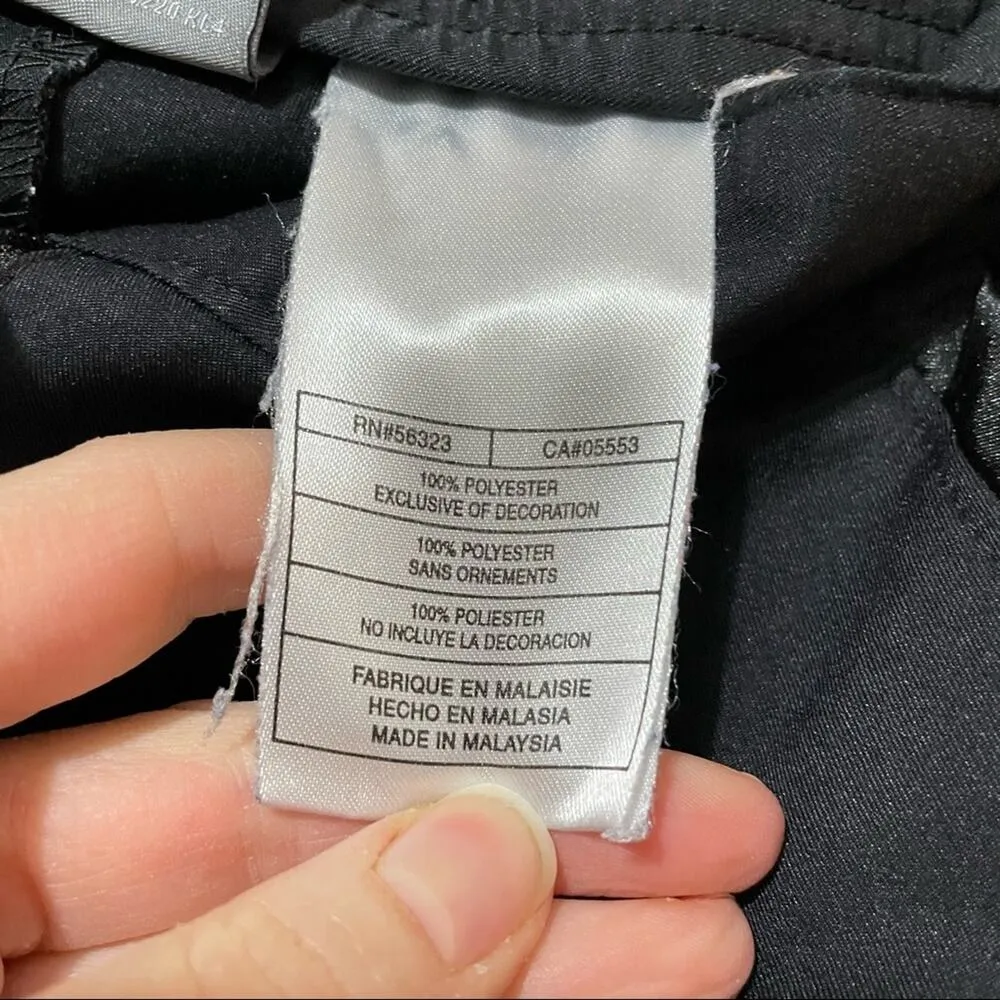 RN#56323 CA#05553
100% POLYESTER
EXCLUSIVE OF DECORATION
100% POLYESTER
SANS ORNEMENTS
100% POLIESTER
NO INCLUYE LA DECORACION
FABRIQUE EN MALAISIE
HECHO EN MALASIA
MADE IN MALAYSIA